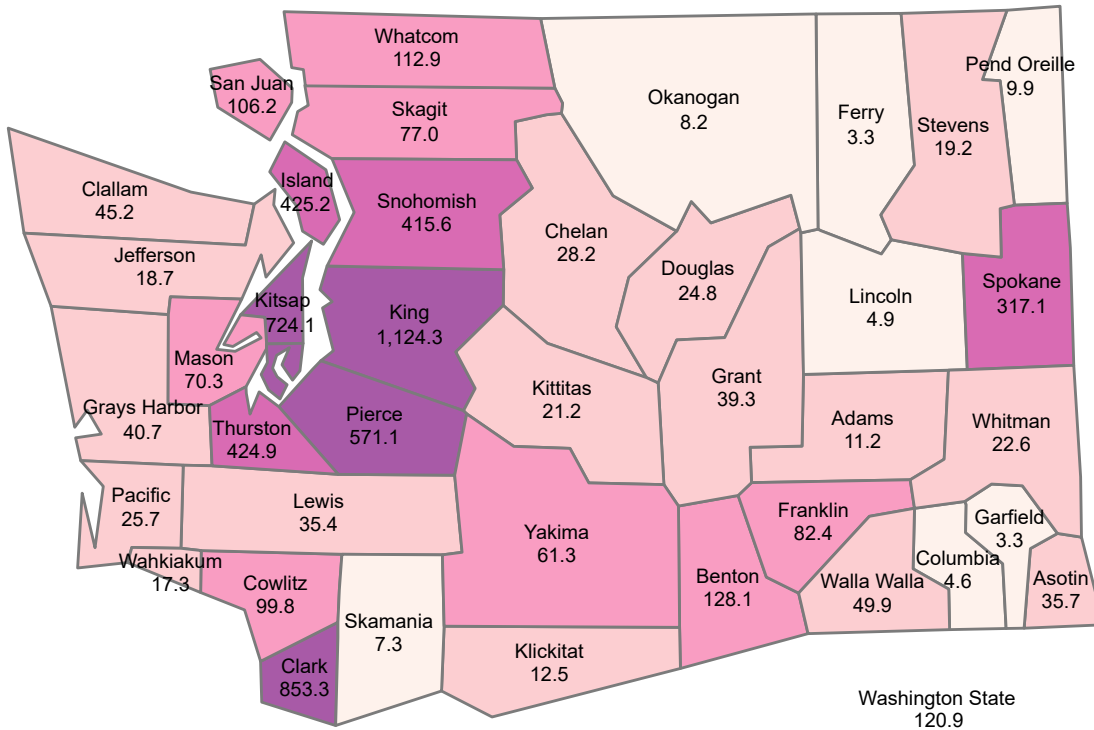 Whatcom
112.9
San Juan
106.2
Skagit
77.0
Okanogan
8.2
Ferry
3.3
Stevens
19.2
Pend Oreille
9.9
Clallam
45.2
Island
425.2
Snohomish
415.6
Chelan
28.2
Jefferson
18.7
Douglas
24.8
Lincoln
4.9
Spokane
317.1
Kitsap
724.1
King
1,124.3
Mason
70.3
Kittitas
21.2
Grant
39.3
Grays Harbor
40.7
Thurston
424.9
Pierce
571.1
Adams
11.2
Whitman
22.6
Pacific
25.7
Lewis
35.4
Yakima
61.3
Franklin
82.4
Garfield
3.3
Wahkiakum
17.3
Cowlitz
99.8
Benton
128.1
Walla Walla
49.9
Columbia
4.6
Asotin
35.7
Skamania
7.3
Klickitat
12.5
Clark
853.3
Washington State
120.9